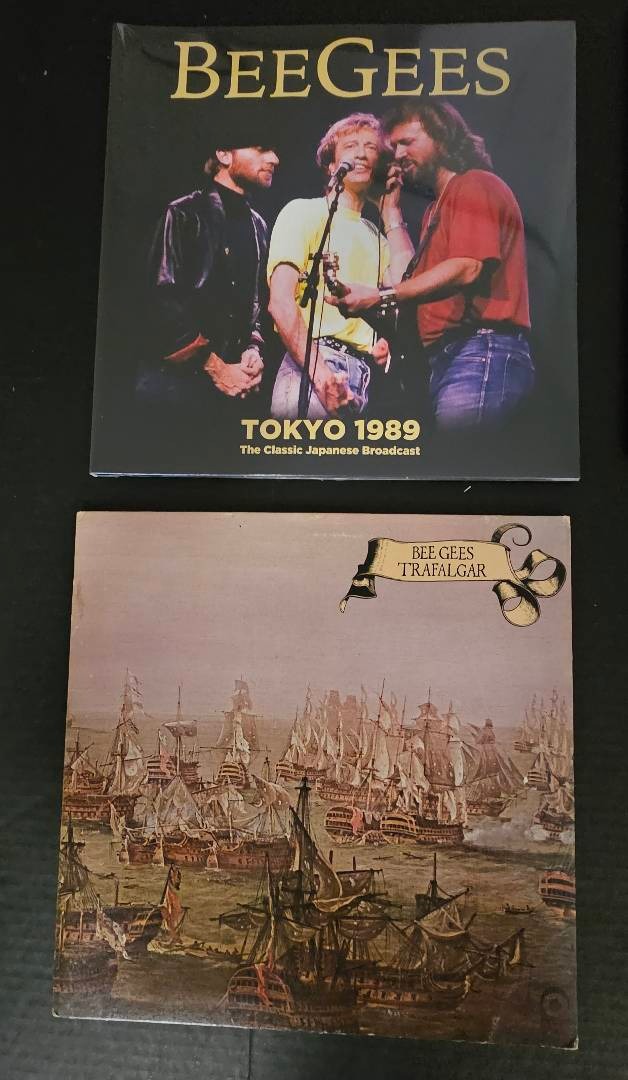 BEEGEES
TOKYO 1989
The Classic Japanese Broadcast
BEE GEES
TRAFALGAR